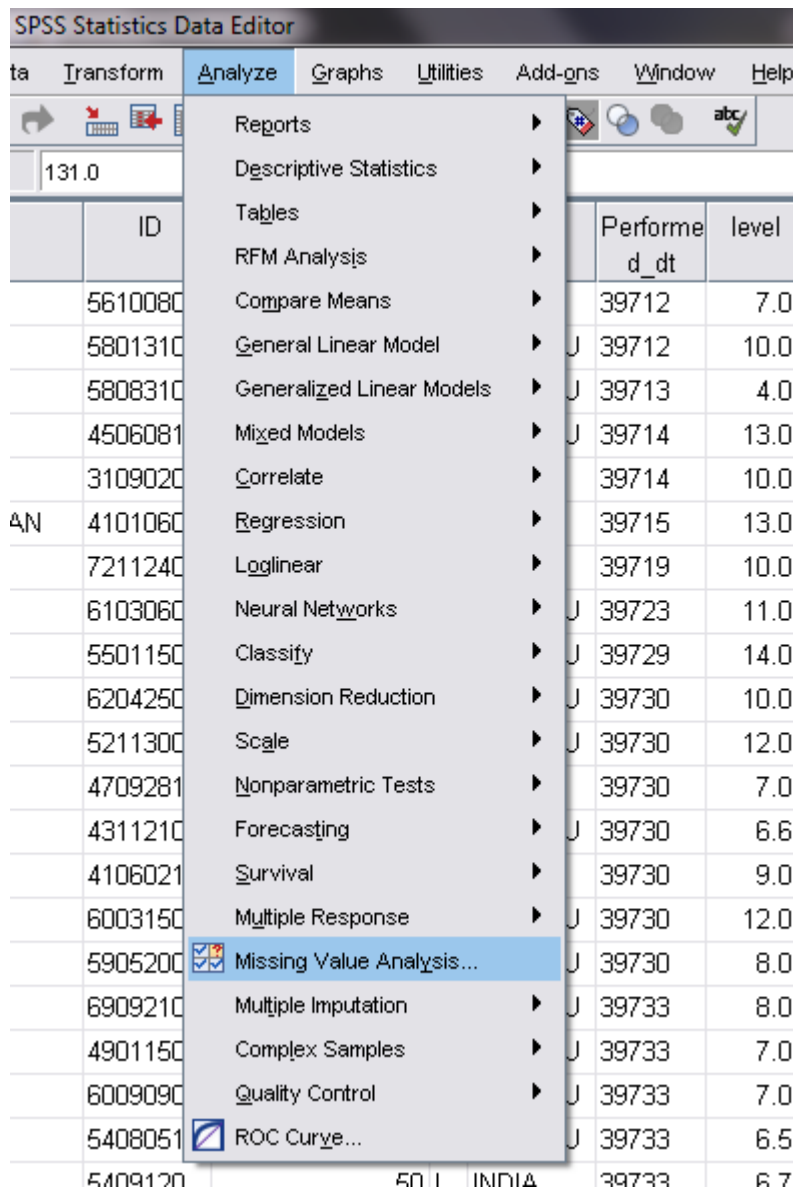 SPSS Statistics Data Editor
ta Transform Analyze Graphs Utilities Add-ons Window Help
abc
131.0
Reports
Descriptive Statistics
Tables
RFM Analysis
Compare Means
General Linear Model
Generalized Linear Models
Mixed Models
Correlate
Regression
Loglinear
Neural Networks
Classify
Dimension Reduction
Scale
Nonparametric Tests
Forecasting
Survival
Multiple Response
Missing Value Analysis...
Multiple Imputation
Complex Samples
Quality Control
ROC Curve...
ID Performe level
d_dt
5610080 39712 7.0
5801310 U 39712 10.0
5808310 U 39713 4.0
4506081 U 39714 13.0
3109020 39714 10.0
AN 4101060 39715 13.0
7211240 39719 10.0
6103060 U 39723 11.0
5501150 U 39729 14.0
6204250 U 39730 10.0
5211300 U 39730 12.0
4709281 39730 7.0
4311210 U 39730 6.6
4106021 39730 9.0
6003150 U 39730 12.0
5905200 U 39730 8.0
6909210 U 39733 8.0
4901150 U 39733 7.0
6009090 U 39733 7.0
5408051 U 39733 6.5
5409120 50 L INDIA 39733 6.7